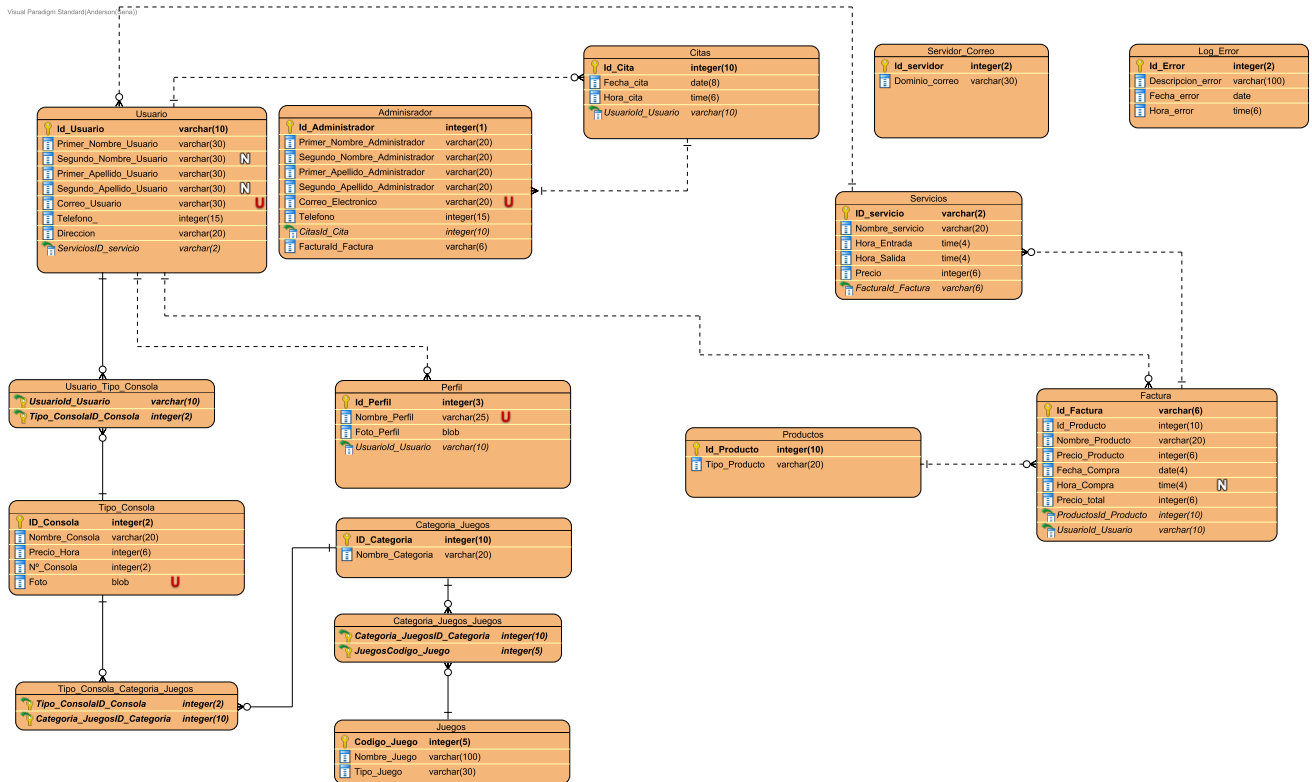 Visual Paradigm Standard(Anderson(Sena))
Usuario
Id_Usuario varchar(10)
Primer_Nombre_Usuario varchar(30)
Segundo_Nombre_Usuario varchar(30) N
Primer_Apellido_Usuario varchar(30)
Segundo_Apellido_Usuario varchar(30) N
Correo_Usuario varchar(30) U
Telefono_ integer(15)
Direccion varchar(20)
ServiciosID_servicio varchar(2)
Adminisrador
Id_Administrador integer(1)
Primer_Nombre_Administrador varchar(20)
Segundo_Nombre_Administrador varchar(20)
Primer_Apellido_Administrador varchar(20)
Segundo_Apellido_Administrador varchar(20)
Correo_Electronico varchar(20) U
Telefono integer(15)
CitasId_Cita integer(10)
FacturaId_Factura varchar(6)
Citas
Id_Cita integer(10)
Fecha_cita date(8)
Hora_cita time(6)
UsuarioId_Usuario varchar(10)
Servidor_Correo
Id_servidor integer(2)
Dominio_correo varchar(30)
Log_Error
Id_Error integer(2)
Descripcion_error varchar(100)
Fecha_error date
Hora_error time(6)
Servicios
ID_servicio varchar(2)
Nombre_servicio varchar(20)
Hora_Entrada time(4)
Hora_Salida time(4)
Precio integer(6)
FacturaId_Factura varchar(6)
Usuario_Tipo_Consola
UsuarioId_Usuario varchar(10)
Tipo_ConsolaID_Consola integer(2)
Perfil
Id_Perfil integer(3)
Nombre_Perfil varchar(25) U
Foto_Perfil blob
UsuarioId_Usuario varchar(10)
Productos
Id_Producto integer(10)
Tipo_Producto varchar(20)
Factura
Id_Factura varchar(6)
Id_Producto integer(10)
Nombre_Producto varchar(20)
Precio_Producto integer(6)
Fecha_Compra date(4)
Hora_Compra time(4) N
Precio_total integer(6)
ProductosId_Producto integer(10)
UsuarioId_Usuario varchar(10)
Tipo_Consola
ID_Consola integer(2)
Nombre_Consola varchar(20)
Precio_Hora integer(6)
Nº_Consola integer(2)
Foto blob U
Categoria_Juegos
ID_Categoria integer(10)
Nombre_Categoria varchar(20)
Categoria_Juegos_Juegos
Categoria_JuegosID_Categoria integer(10)
JuegosCodigo_Juego integer(5)
Tipo_Consola_Categoria_Juegos
Tipo_ConsolaID_Consola integer(2)
Categoria_JuegosID_Categoria integer(10)
Juegos
Codigo_Juego integer(5)
Nombre_Juego varchar(100)
Tipo_Juego varchar(30)